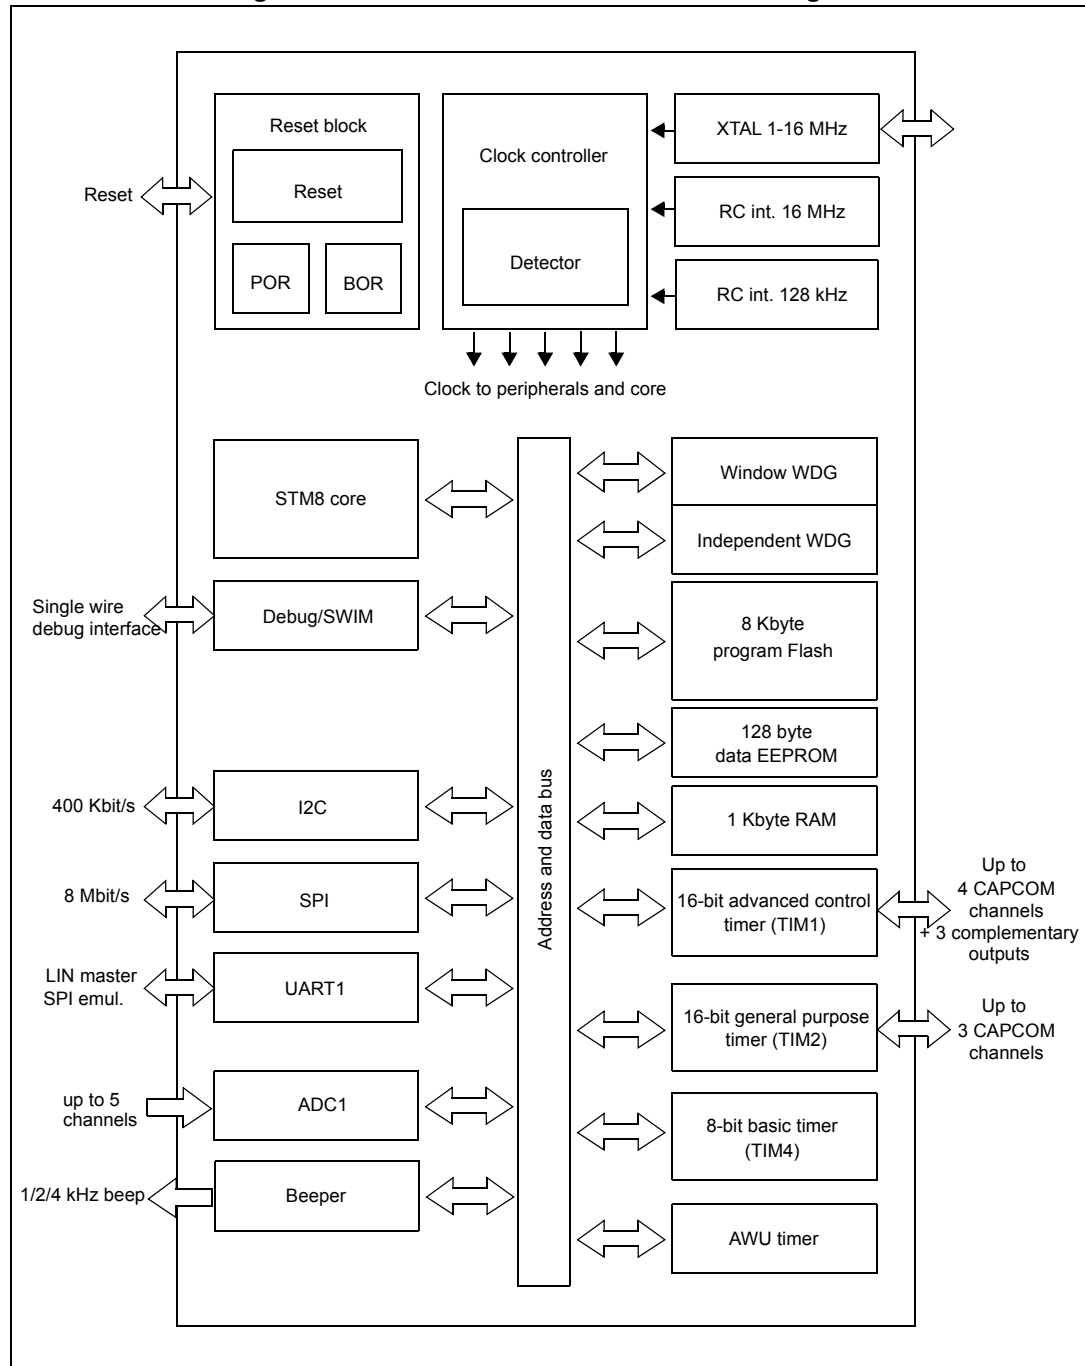 Reset block
Reset
POR
BOR
Reset
Clock controller
Detector
XTAL 1-16 MHz
RC int. 16 MHz
RC int. 128 kHz
Clock to peripherals and core
STM8 core
Single wire
debug interface
Debug/SWIM
400 Kbit/s
I2C
8 Mbit/s
SPI
LIN master
SPI emul.
UART1
up to 5
channels
ADC1
1/2/4 kHz beep
Beeper
Address and data bus
Window WDG
Independent WDG
8 Kbyte
program Flash
128 byte
data EEPROM
1 Kbyte RAM
16-bit advanced control
timer (TIM1)
Up to
4 CAPCOM
channels
+ 3 complementary
outputs
16-bit general purpose
timer (TIM2)
Up to
3 CAPCOM
channels
8-bit basic timer
(TIM4)
AWU timer